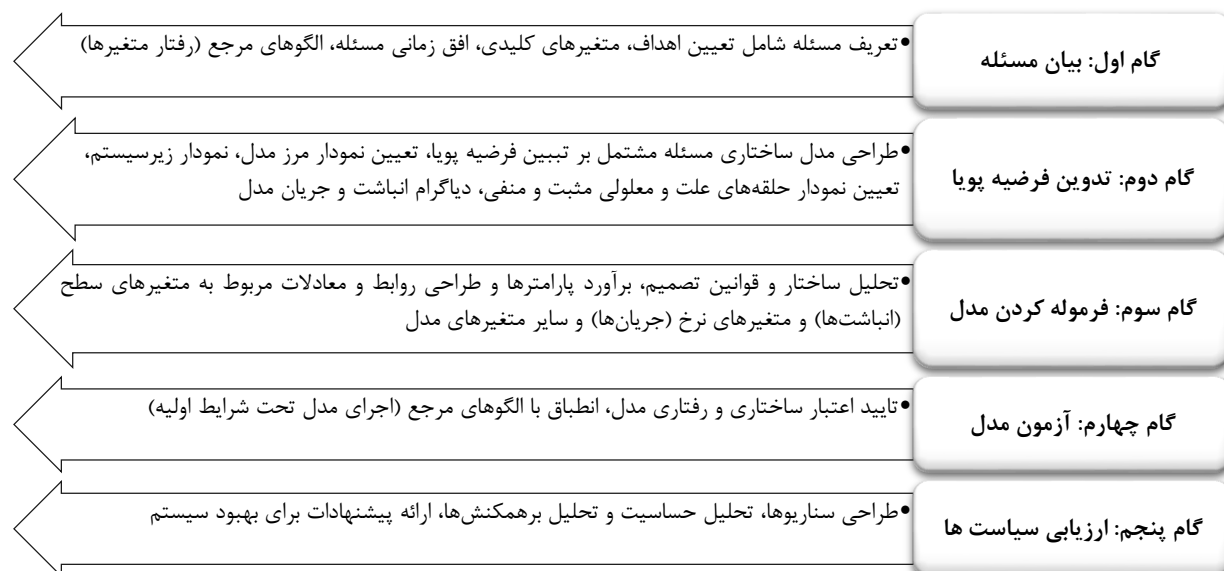 گام اول: بیان مسئله
•تعریف مسئله شامل تعیین اهداف، متغیرهای کلیدی، افق زمانی مسئله، الگوهای مرجع (رفتار متغیرها)
گام دوم: تدوین فرضیه پویا
•طراحی مدل ساختاری مسئله مشتمل بر تببین فرضیه پویا، تعیین نمودار مرز مدل، نمودار زیرسیستم،
تعیین نمودار حلقه‌های علت و معلولی مثبت و منفی، دیاگرام انباشت و جریان مدل
گام سوم: فرموله کردن مدل
•تحلیل ساختار و قوانین تصمیم، برآورد پارامترها و طراحی روابط و معادلات مربوط به متغیرهای سطح
(انباشت‌ها) و متغیرهای نرخ (جریان‌ها) و سایر متغیرهای مدل
گام چهارم: آزمون مدل
•تایید اعتبار ساختاری و رفتاری مدل، انطباق با الگوهای مرجع (اجرای مدل تحت شرایط اولیه)
گام پنجم: ارزیابی سیاست ها
•طراحی سناریوها، تحلیل حساسیت و تحلیل برهمکنش‌ها، ارائه پیشنهادات برای بهبود سیستم